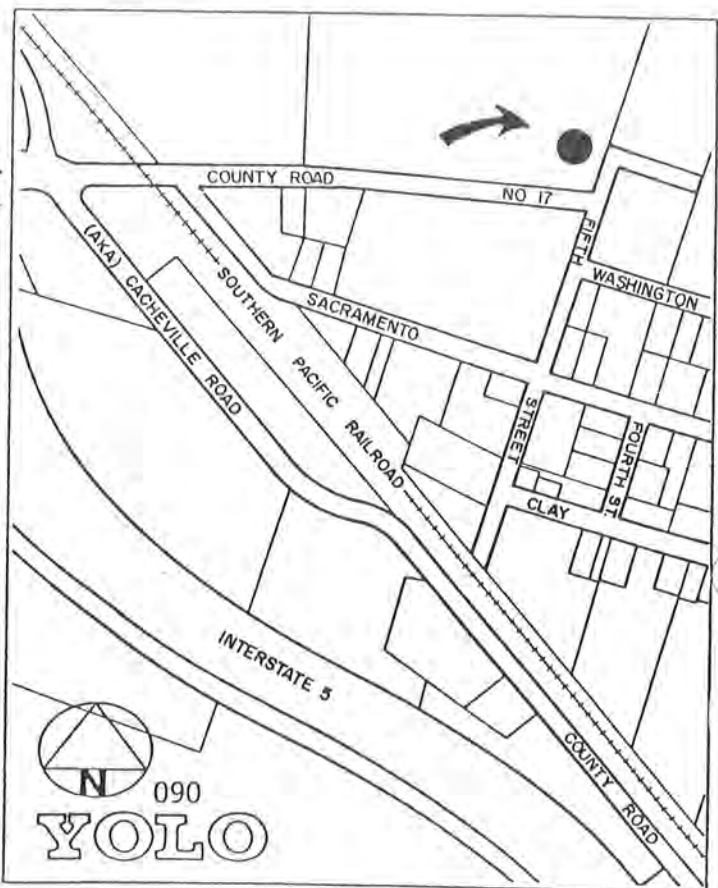 COUNTY ROAD
NO 17
FIFTH
WASHINGTON
(AKA) CACHEVILLE ROAD
SOUTHERN PACIFIC RAILROAD
SACRAMENTO
STREET
FOURTH ST.
CLAY
INTERSTATE 5
COUNTY ROAD
N
090
YOLO